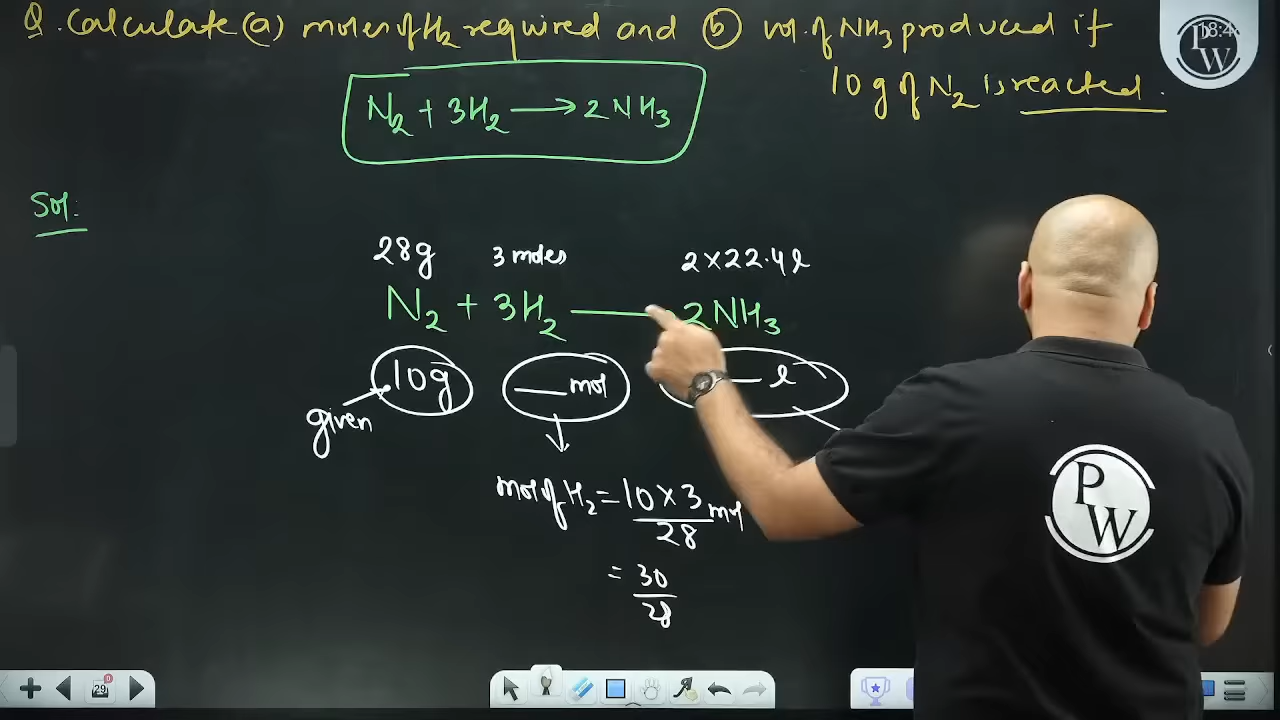 Q. Calculate (a) moles of H₂ required and (b) vol. of NH₃ produced if
10g of N₂ is reacted.
N₂ + 3H₂ → 2NH₃
Sol:
28g 3 moles 2×22.4 l
N₂ + 3H₂ 2NH₃
10g mol l
given
mol of H₂ = 10 × 3 mol
28
= 30
28
29
PW
PW